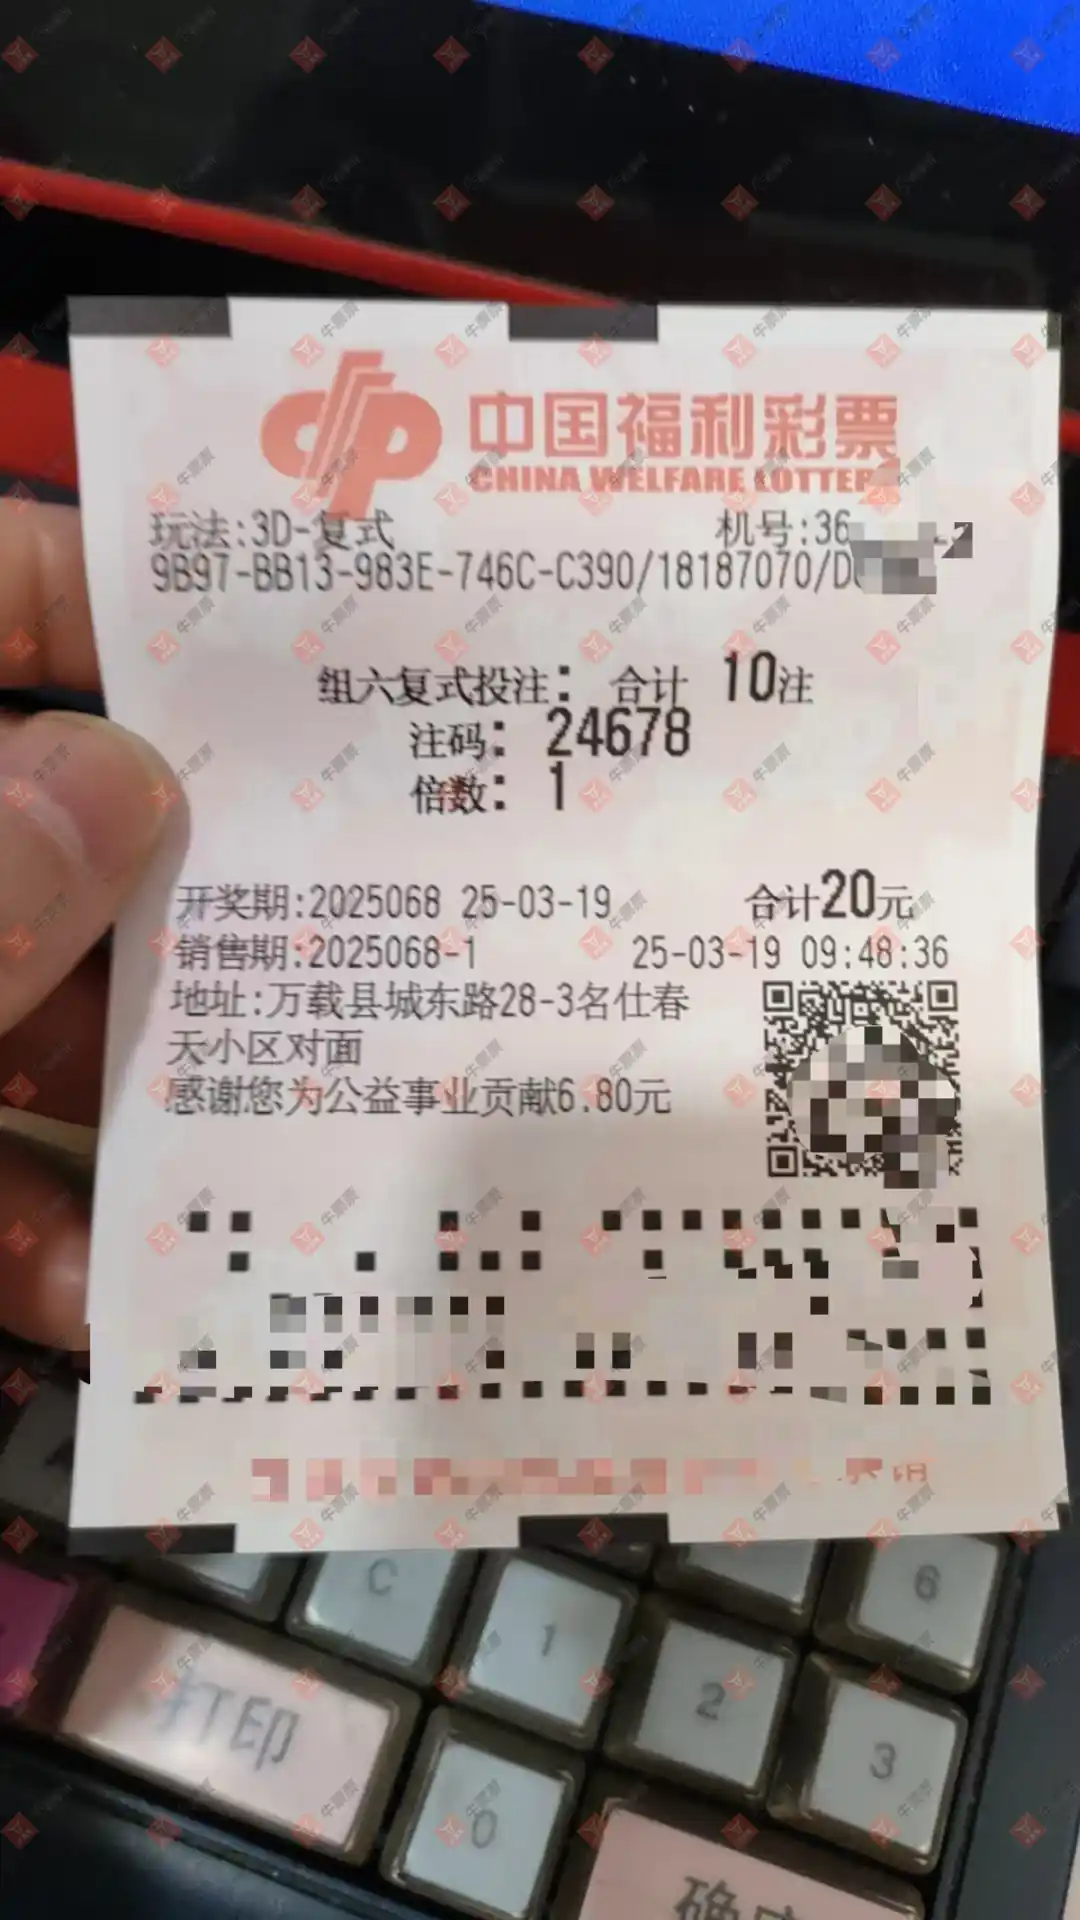 中国福利彩票
CHINA WELFARE LOTTERY
玩法:3D-复式 机号:36
9B97-BB13-983E-746C-C390/18187070/D
组六复式投注: 合计 10注
注码: 24678
倍数: 1
开奖期:2025068 25-03-19 合计20元
销售期:2025068-1 25-03-19 09:48:36
地址:万载县城东路28-3名仕春
天小区对面
感谢您为公益事业贡献6.80元
C
6
1
打印
2
3
0
确定
牛票票